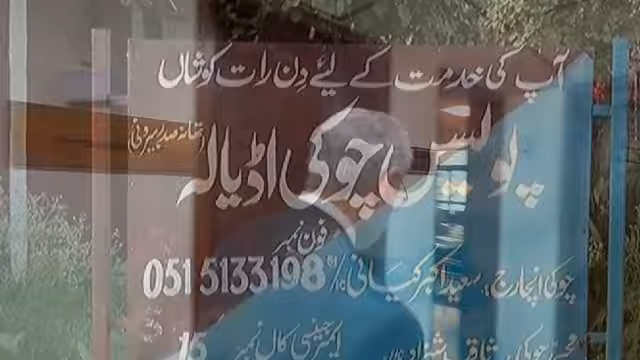 آپ کی خدمت کے لئے دن رات کوشاں
پولیس چوکی اڈیالہ (تھانہ صدر بیرونی)
فون نمبر
چوکی انچارج، سعید اکبر کیانی 051 5133198
ایمرجنسی کال نمبر 15